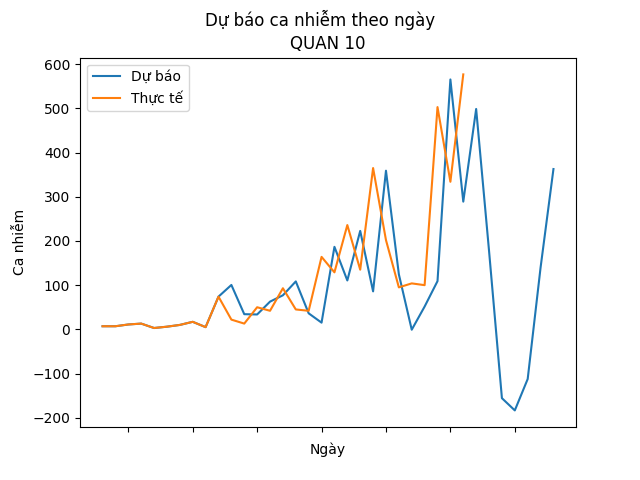 Dự báo ca nhiễm theo ngày
QUAN 10
Dự báo
Thực tế
600
500
400
300
200
100
0
−100
−200
Ca nhiễm
Ngày